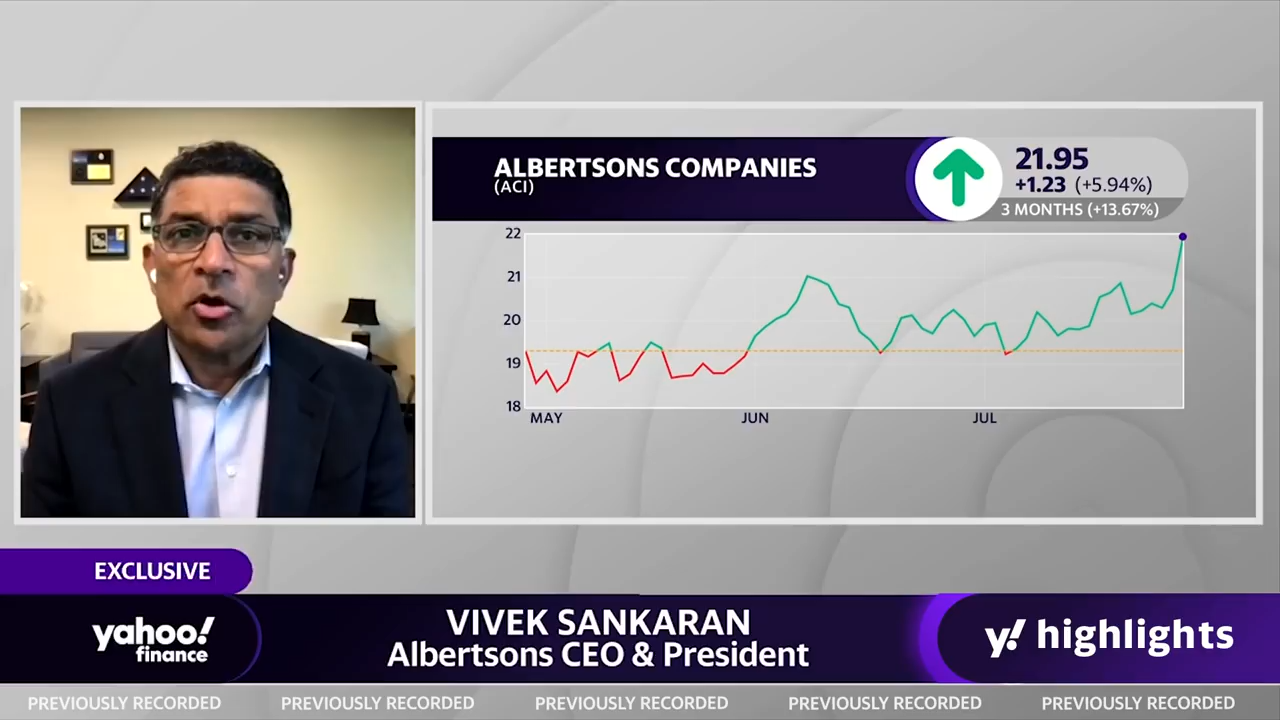 ALBERTSONS COMPANIES
(ACI)
21.95
+1.23 (+5.94%)
3 MONTHS (+13.67%)
22
21
20
19
18
MAY JUN JUL
EXCLUSIVE
yahoo!
finance
VIVEK SANKARAN
Albertsons CEO & President
y! highlights
PREVIOUSLY RECORDED PREVIOUSLY RECORDED PREVIOUSLY RECORDED PREVIOUSLY RECORDED PREVIOUSLY RECORDED